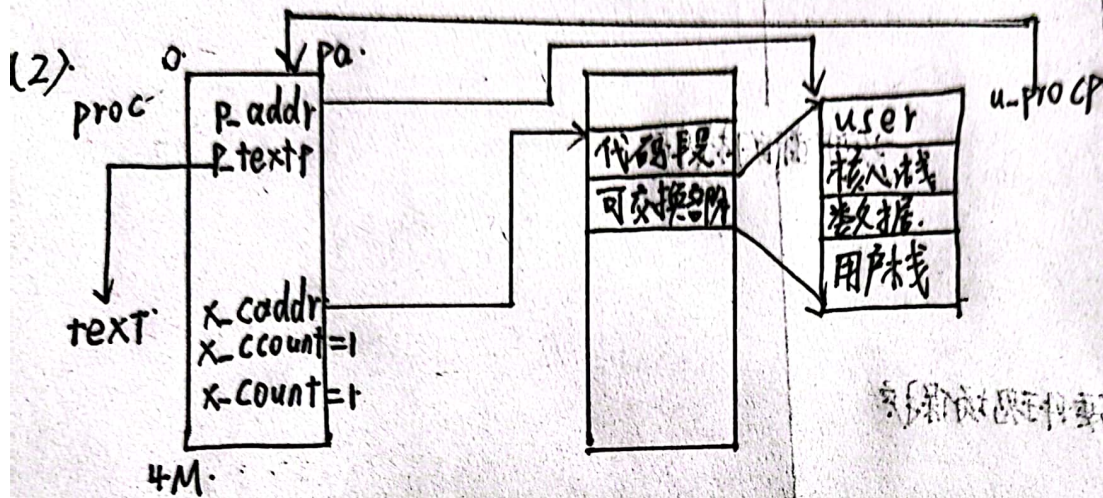 (2).
0.
pa.
proc
p_addr
p_textp
text
x_caddr
x_ccount=1
x_count=1
4M.
代码段
可交换部分
u_procp
user
核心栈
数据.
用户栈